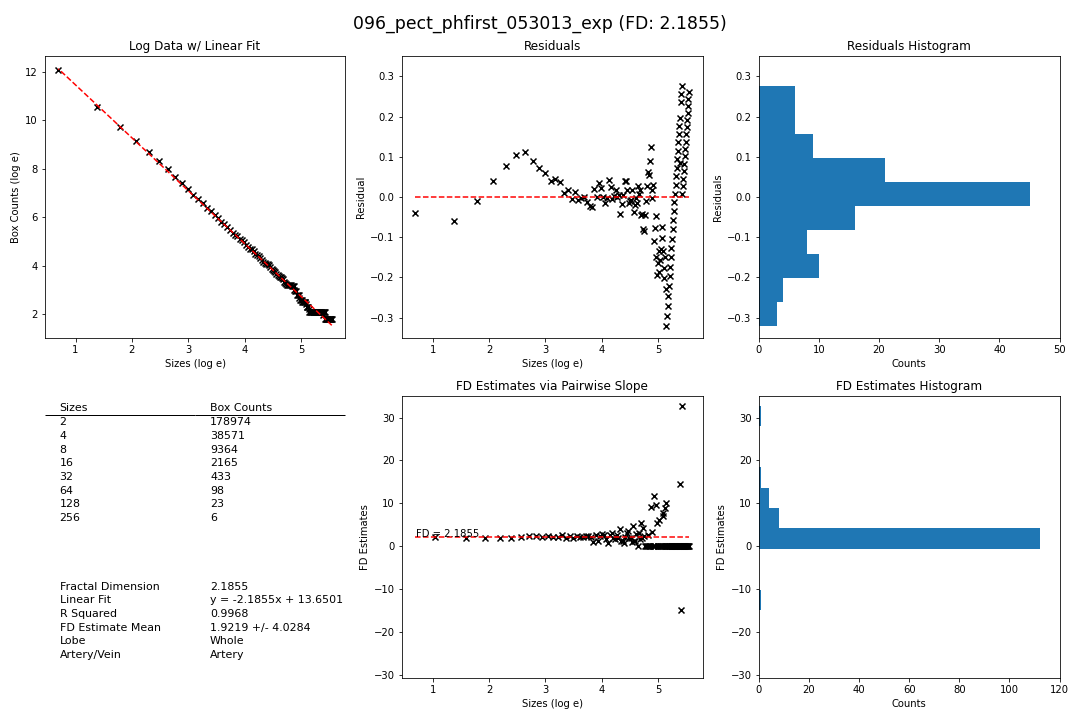 096_pect_phfirst_053013_exp (FD: 2.1855)
Log Data w/ Linear Fit
Box Counts (log e)
12
10
8
6
4
2
1 2 3 4 5
Sizes (log e)
Residuals
Residual
0.3
0.2
0.1
0.0
−0.1
−0.2
−0.3
1 2 3 4 5
Sizes (log e)
Residuals Histogram
Residuals
0.3
0.2
0.1
0.0
−0.1
−0.2
−0.3
0 10 20 30 40 50
Counts
Sizes Box Counts
2 178974
4 38571
8 9364
16 2165
32 433
64 98
128 23
256 6
Fractal Dimension 2.1855
Linear Fit y = -2.1855x + 13.6501
R Squared 0.9968
FD Estimate Mean 1.9219 +/- 4.0284
Lobe Whole
Artery/Vein Artery
FD Estimates via Pairwise Slope
FD Estimates
30
20
10
0
−10
−20
−30
FD = 2.1855
1 2 3 4 5
Sizes (log e)
FD Estimates Histogram
FD Estimates
30
20
10
0
−10
−20
−30
0 20 40 60 80 100 120
Counts